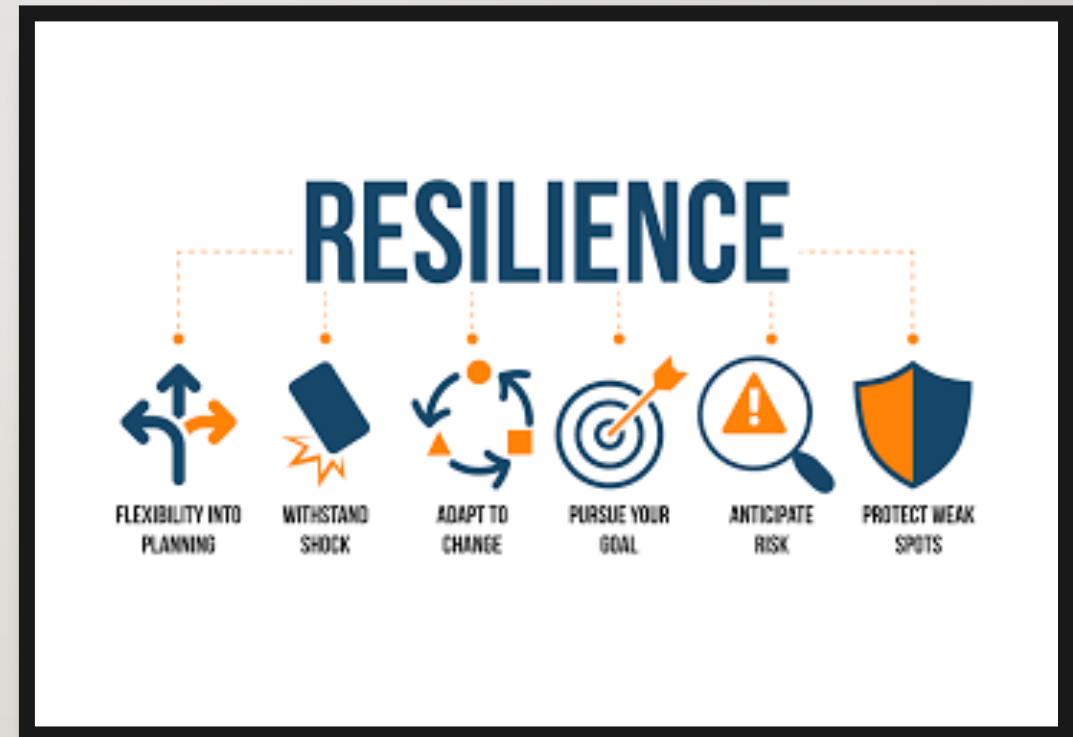 RESILIENCE
FLEXIBILITY INTO
PLANNING
WITHSTAND
SHOCK
ADAPT TO
CHANGE
PURSUE YOUR
GOAL
ANTICIPATE
RISK
PROTECT WEAK
SPOTS